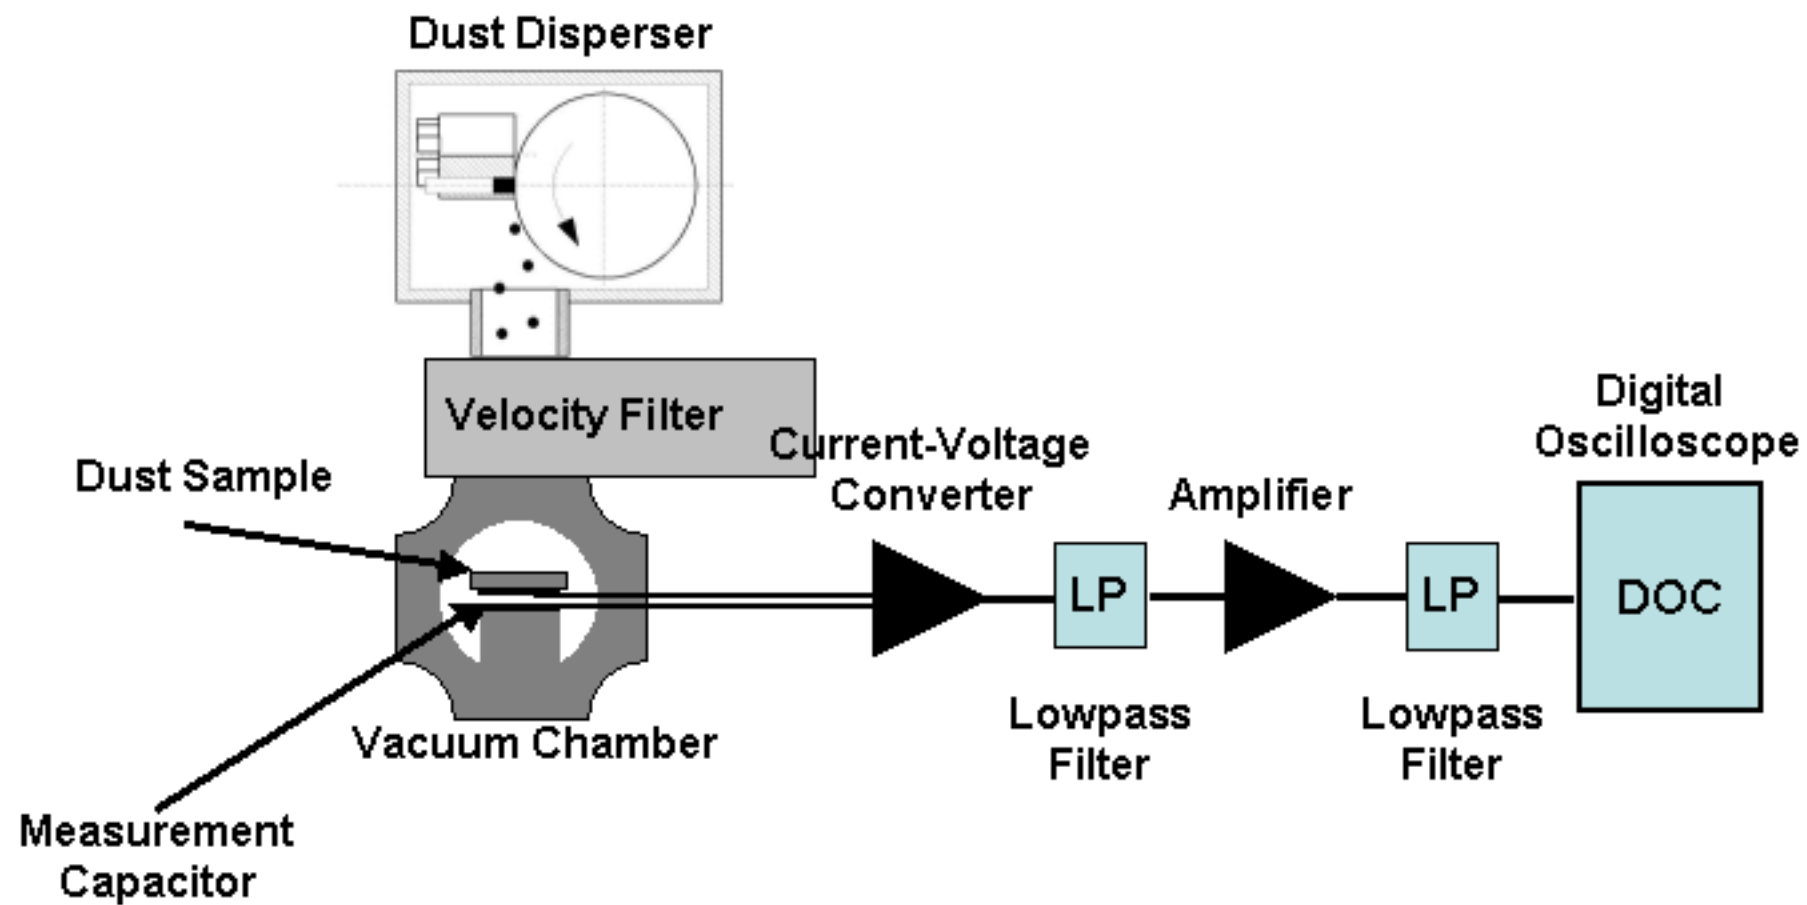 Dust Disperser
Velocity Filter
Dust Sample
Current-Voltage
Converter
Amplifier
Digital
Oscilloscope
LP
LP
DOC
Lowpass
Filter
Lowpass
Filter
Vacuum Chamber
Measurement
Capacitor